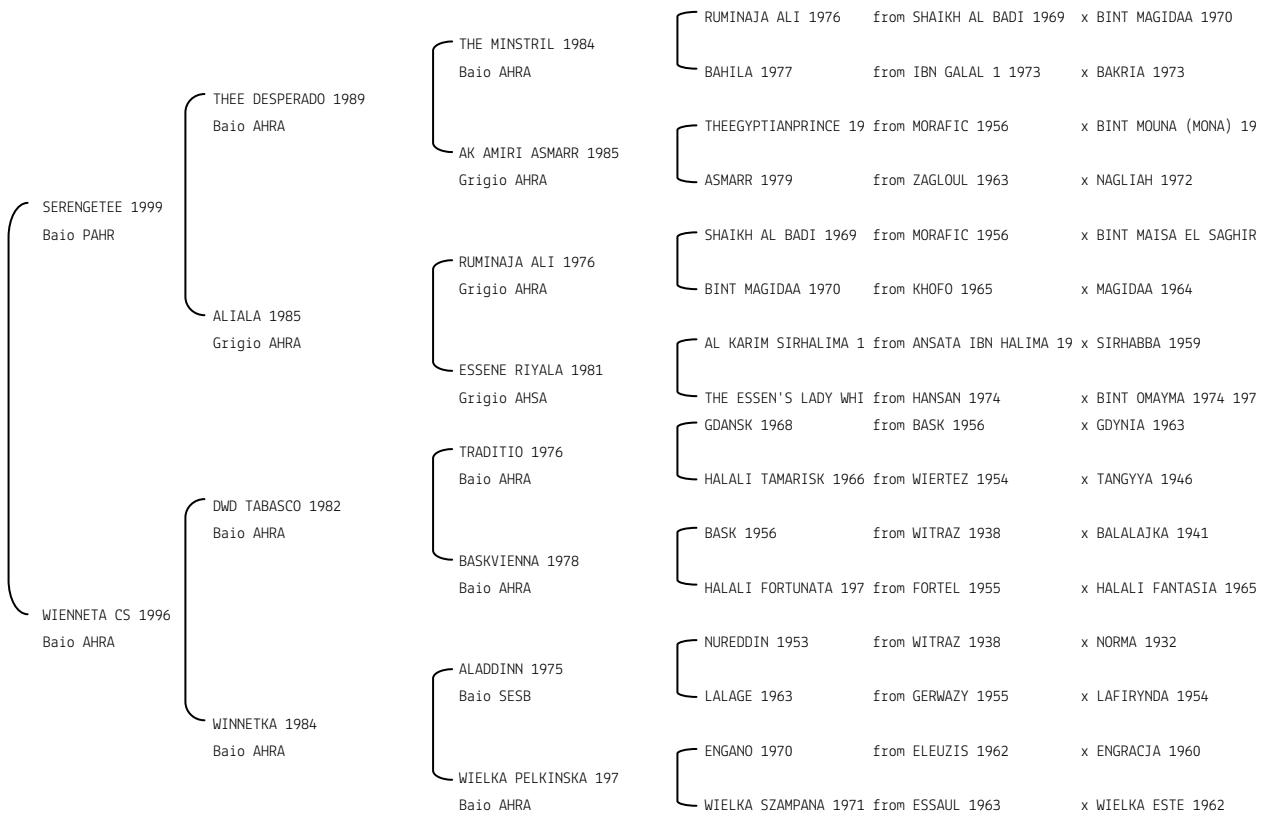 RUMINAJA ALI 1976 from SHAIKH AL BADI 1969 x BINT MAGIDAA 1970
THE MINSTRIL 1984
Baio AHRA
BAHILA 1977 from IBN GALAL 1 1973 x BAKRIA 1973
THEE DESPERADO 1989
Baio AHRA
THEEGYPTIANPRINCE 19 from MORAFIC 1956 x BINT MOUNA (MONA) 19
AK AMIRI ASMARR 1985
Grigio AHRA
ASMARR 1979 from ZAGLOUL 1963 x NAGLIAH 1972
SERENGETEE 1999
Baio PAHR
SHAIKH AL BADI 1969 from MORAFIC 1956 x BINT MAISA EL SAGHIR
RUMINAJA ALI 1976
Grigio AHRA
BINT MAGIDAA 1970 from KHOFO 1965 x MAGIDAA 1964
ALIALA 1985
Grigio AHRA
AL KARIM SIRHALIMA 1 from ANSATA IBN HALIMA 19 x SIRHABBA 1959
ESSENE RIYALA 1981
Grigio AHSA
THE ESSEN'S LADY WHI from HANSAN 1974 x BINT OMAYMA 1974 197
GDANSK 1968 from BASK 1956 x GDYNIA 1963
TRADITIO 1976
Baio AHRA
HALALI TAMARISK 1966 from WIERTEZ 1954 x TANGYYA 1946
DWD TABASCO 1982
Baio AHRA
BASK 1956 from WITRAZ 1938 x BALALAJKA 1941
BASKVIENNA 1978
Baio AHRA
HALALI FORTUNATA 197 from FORTEL 1955 x HALALI FANTASIA 1965
WIENNETA CS 1996
Baio AHRA
NUREDDIN 1953 from WITRAZ 1938 x NORMA 1932
ALADDINN 1975
Baio SESB
LALAGE 1963 from GERWAZY 1955 x LAFIRYNDA 1954
WINNETKA 1984
Baio AHRA
ENGANO 1970 from ELEUZIS 1962 x ENGRACJA 1960
WIELKA PELKINSKA 197
Baio AHRA
WIELKA SZAMPANA 1971 from ESSAUL 1963 x WIELKA ESTE 1962